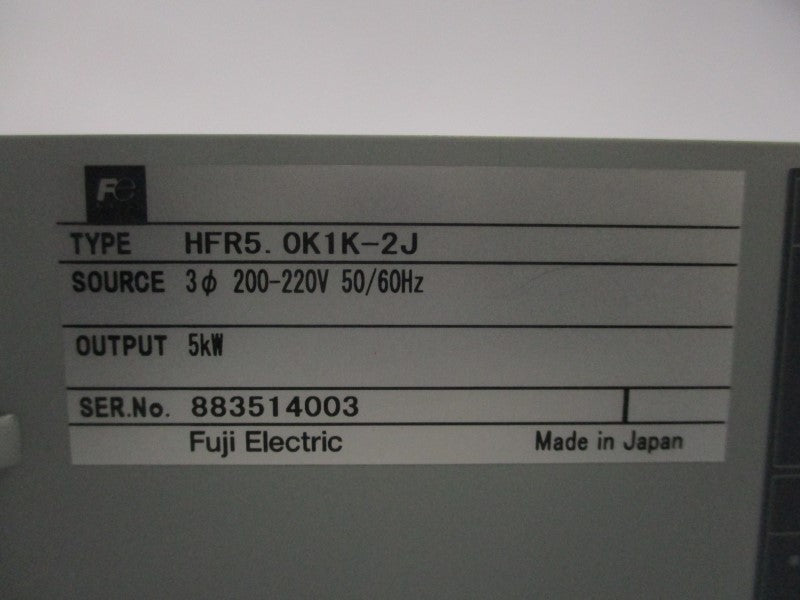 Fe
TYPE HFR5.0K1K-2J
SOURCE 3φ 200-220V 50/60Hz
OUTPUT 5kW
SER.No. 883514003
Fuji Electric Made in Japan